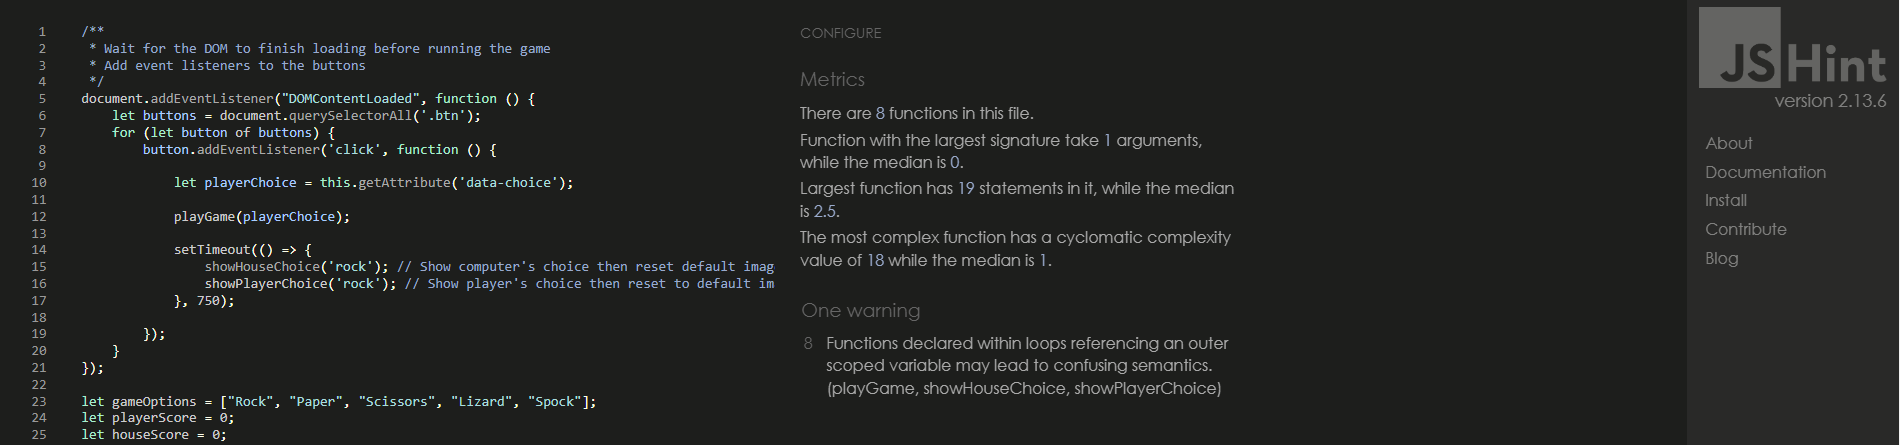 1 /**
2 * Wait for the DOM to finish loading before running the game
3 * Add event listeners to the buttons
4 */
5 document.addEventListener("DOMContentLoaded", function () {
6 let buttons = document.querySelectorAll('.btn');
7 for (let button of buttons) {
8 button.addEventListener('click', function () {
9
10 let playerChoice = this.getAttribute('data-choice');
11
12 playGame(playerChoice);
13
14 setTimeout(() => {
15 showHouseChoice('rock'); // Show computer's choice then reset default imag
16 showPlayerChoice('rock'); // Show player's choice then reset to default im
17 }, 750);
18
19 });
20 }
21 });
22
23 let gameOptions = ["Rock", "Paper", "Scissors", "Lizard", "Spock"];
24 let playerScore = 0;
25 let houseScore = 0;
CONFIGURE
Metrics
There are 8 functions in this file.
Function with the largest signature take 1 arguments,
while the median is 0.
Largest function has 19 statements in it, while the median
is 2.5.
The most complex function has a cyclomatic complexity
value of 18 while the median is 1.
One warning
8 Functions declared within loops referencing an outer
scoped variable may lead to confusing semantics.
(playGame, showHouseChoice, showPlayerChoice)
JSHint
version 2.13.6
About
Documentation
Install
Contribute
Blog